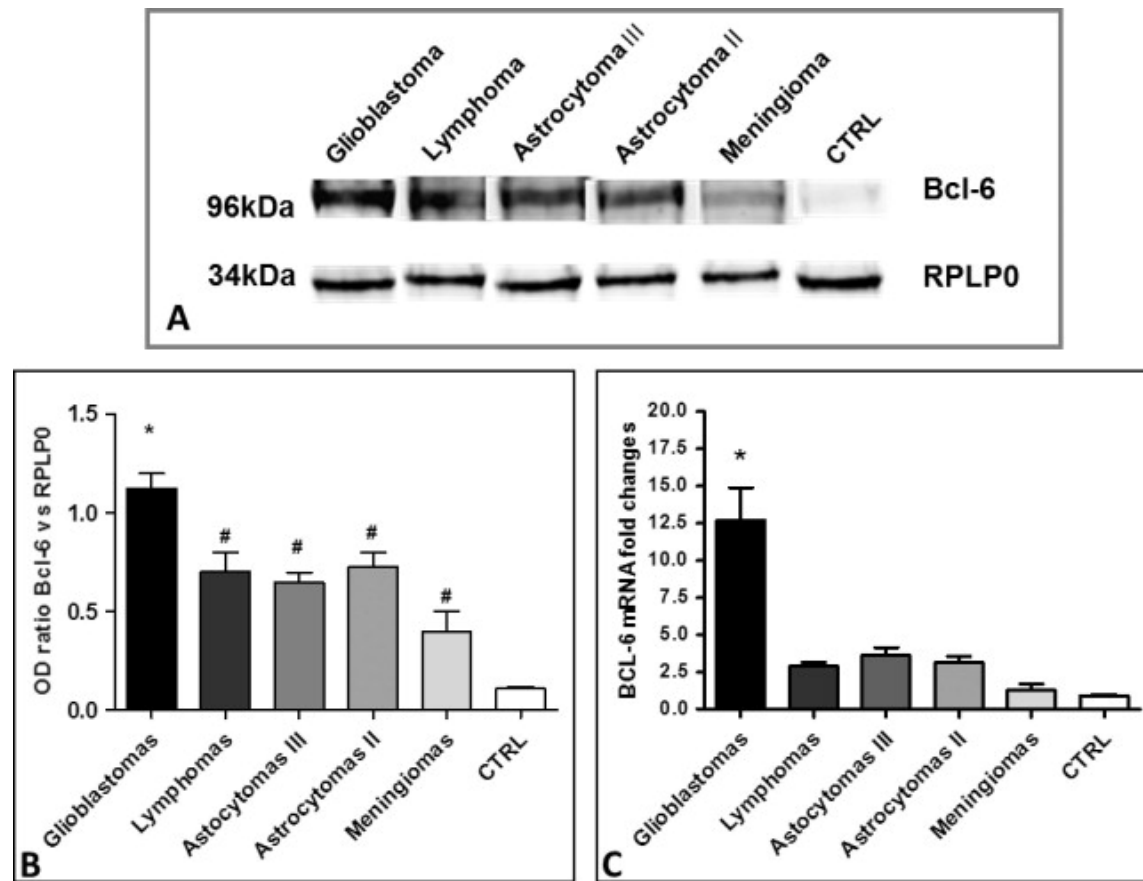 Glioblastoma
Lymphoma
Astrocytoma III
Astrocytoma II
Meningioma
CTRL
96kDa
Bcl-6
34kDa
RPLP0
A
OD ratio Bcl-6 vs RPLP0
1.5
1.0
0.5
0.0
*
#
#
#
#
Glioblastomas
Lymphomas
Astocytomas III
Astrocytomas II
Meningiomas
CTRL
B
BCL-6 mRNA fold changes
20.0
17.5
15.0
12.5
10.0
7.5
5.0
2.5
0.0
*
Glioblastomas
Lymphomas
Astocytomas III
Astrocytomas II
Meningiomas
CTRL
C